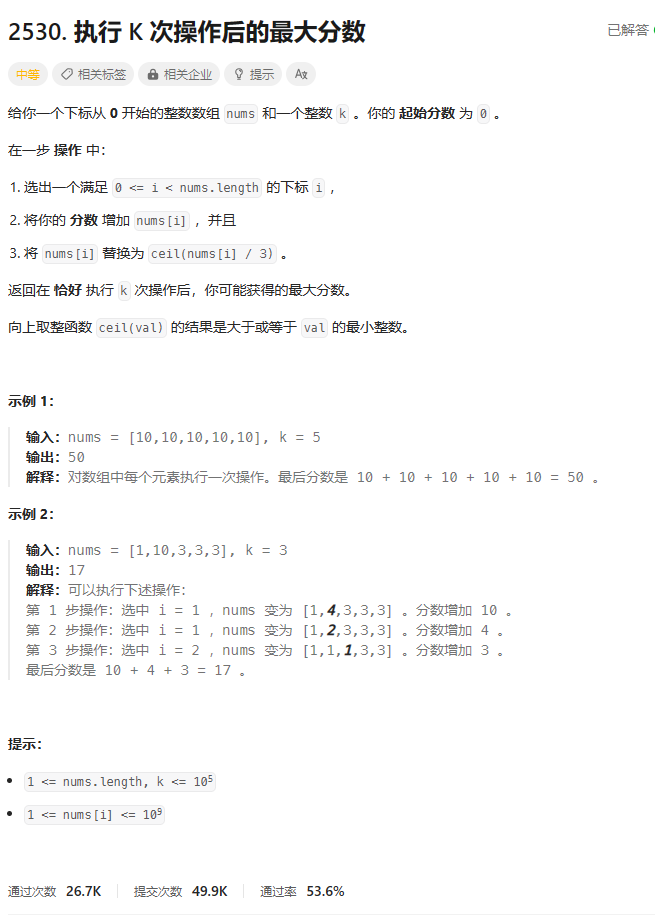 2530. 执行 K 次操作后的最大分数
已解答
中等 相关标签 相关企业 提示 Aあ
给你一个下标从 0 开始的整数数组 nums 和一个整数 k 。你的 起始分数 为 0 。
在一步 操作 中：
1. 选出一个满足 0 <= i < nums.length 的下标 i ，
2. 将你的 分数 增加 nums[i] ，并且
3. 将 nums[i] 替换为 ceil(nums[i] / 3) 。
返回在 恰好 执行 k 次操作后，你可能获得的最大分数。
向上取整函数 ceil(val) 的结果是大于或等于 val 的最小整数。
示例 1：
输入：nums = [10,10,10,10,10], k = 5
输出：50
解释：对数组中每个元素执行一次操作。最后分数是 10 + 10 + 10 + 10 + 10 = 50 。
示例 2：
输入：nums = [1,10,3,3,3], k = 3
输出：17
解释：可以执行下述操作：
第 1 步操作：选中 i = 1 ，nums 变为 [1,4,3,3,3] 。分数增加 10 。
第 2 步操作：选中 i = 1 ，nums 变为 [1,2,3,3,3] 。分数增加 4 。
第 3 步操作：选中 i = 2 ，nums 变为 [1,1,1,3,3] 。分数增加 3 。
最后分数是 10 + 4 + 3 = 17 。
提示：
• 1 <= nums.length, k <= 10⁵
• 1 <= nums[i] <= 10⁹
通过次数 26.7K 提交次数 49.9K 通过率 53.6%